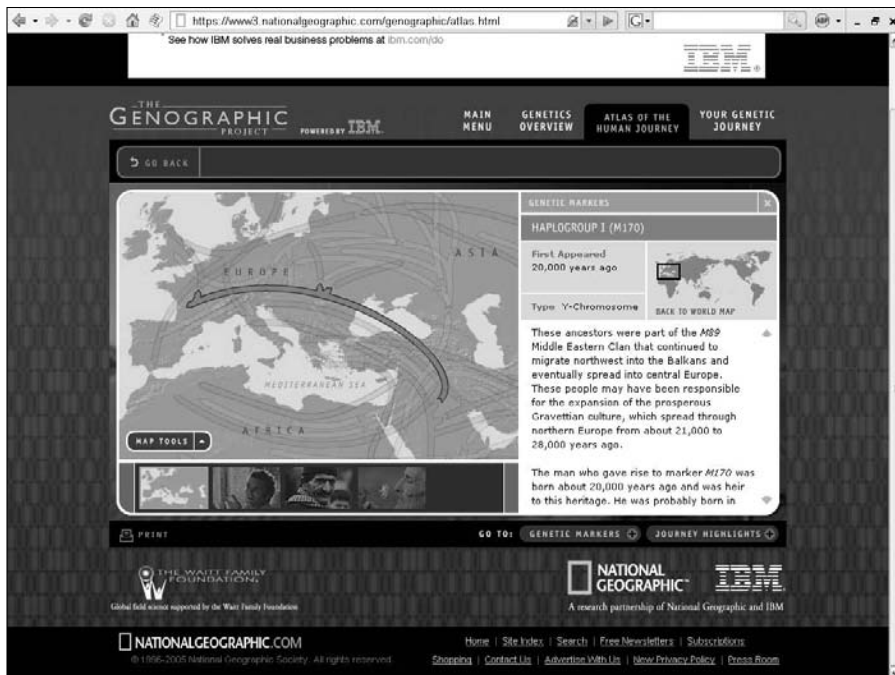 https://www3.nationalgeographic.com/genographic/atlas.html
G
ABP
See how IBM solves real business problems at ibm.com/do
IBM®
THE
GENOGRAPHIC
PROJECT
POWERED BY IBM.
MAIN
MENU
GENETICS
OVERVIEW
ATLAS OF THE
HUMAN JOURNEY
YOUR GENETIC
JOURNEY
GO BACK
EUROPE
ASIA
MEDITERRANEAN SEA
AFRICA
MAP TOOLS
GENETIC MARKERS
x
HAPLOGROUP I (M170)
First Appeared
20,000 years ago
Type Y-Chromosome
BACK TO WORLD MAP
These ancestors were part of the M89
Middle Eastern Clan that continued to
migrate northwest into the Balkans and
eventually spread into central Europe.
These people may have been responsible
for the expansion of the prosperous
Gravettian culture, which spread through
northern Europe from about 21,000 to
28,000 years ago.
The man who gave rise to marker M170 was
born about 20,000 years ago and was heir
to this heritage. He was probably born in
PRINT
GO TO:
GENETIC MARKERS
JOURNEY HIGHLIGHTS
THE WAITT FAMILY
FOUNDATION
Global field science supported by the Waitt Family Foundation
NATIONAL
GEOGRAPHIC™
IBM®
A research partnership of National Geographic and IBM
NATIONALGEOGRAPHIC.COM
© 1996-2005 National Geographic Society. All rights reserved.
Home | Site Index | Search | Free Newsletters | Subscriptions
Shopping | Contact Us | Advertise With Us | New Privacy Policy | Press Room